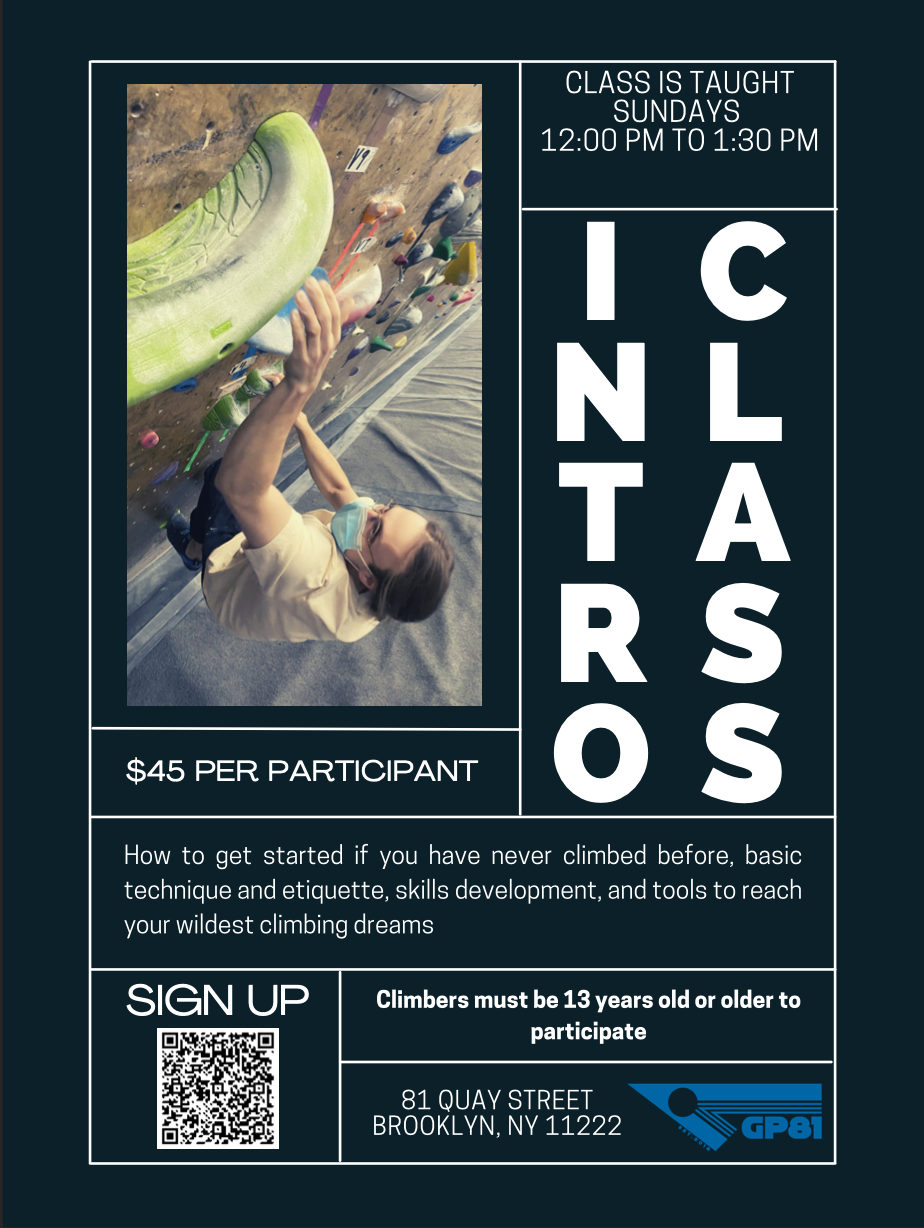 CLASS IS TAUGHT
SUNDAYS
12:00 PM TO 1:30 PM
V9
INTRO
CLASS
$45 PER PARTICIPANT
How to get started if you have never climbed before, basic
technique and etiquette, skills development, and tools to reach
your wildest climbing dreams
SIGN UP
Climbers must be 13 years old or older to
participate
81 QUAY STREET
BROOKLYN, NY 11222
GP81